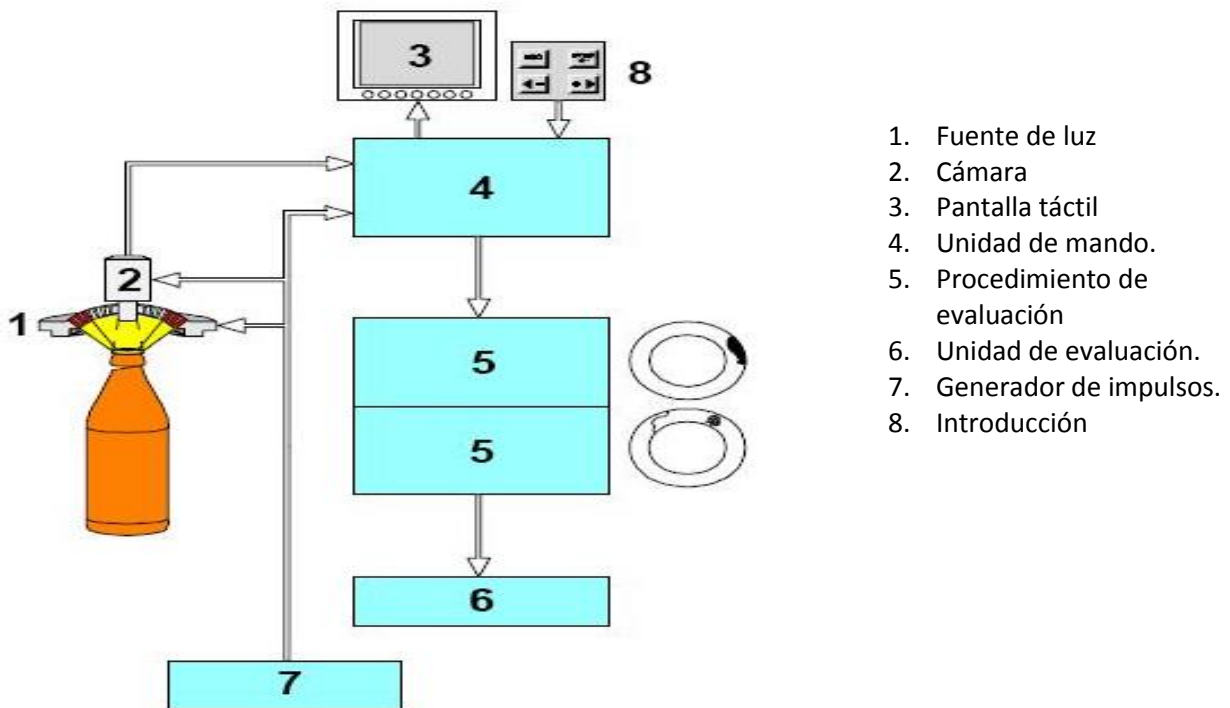 3
8
4
2
1
5
5
6
7
1. Fuente de luz
2. Cámara
3. Pantalla táctil
4. Unidad de mando.
5. Procedimiento de
evaluación
6. Unidad de evaluación.
7. Generador de impulsos.
8. Introducción